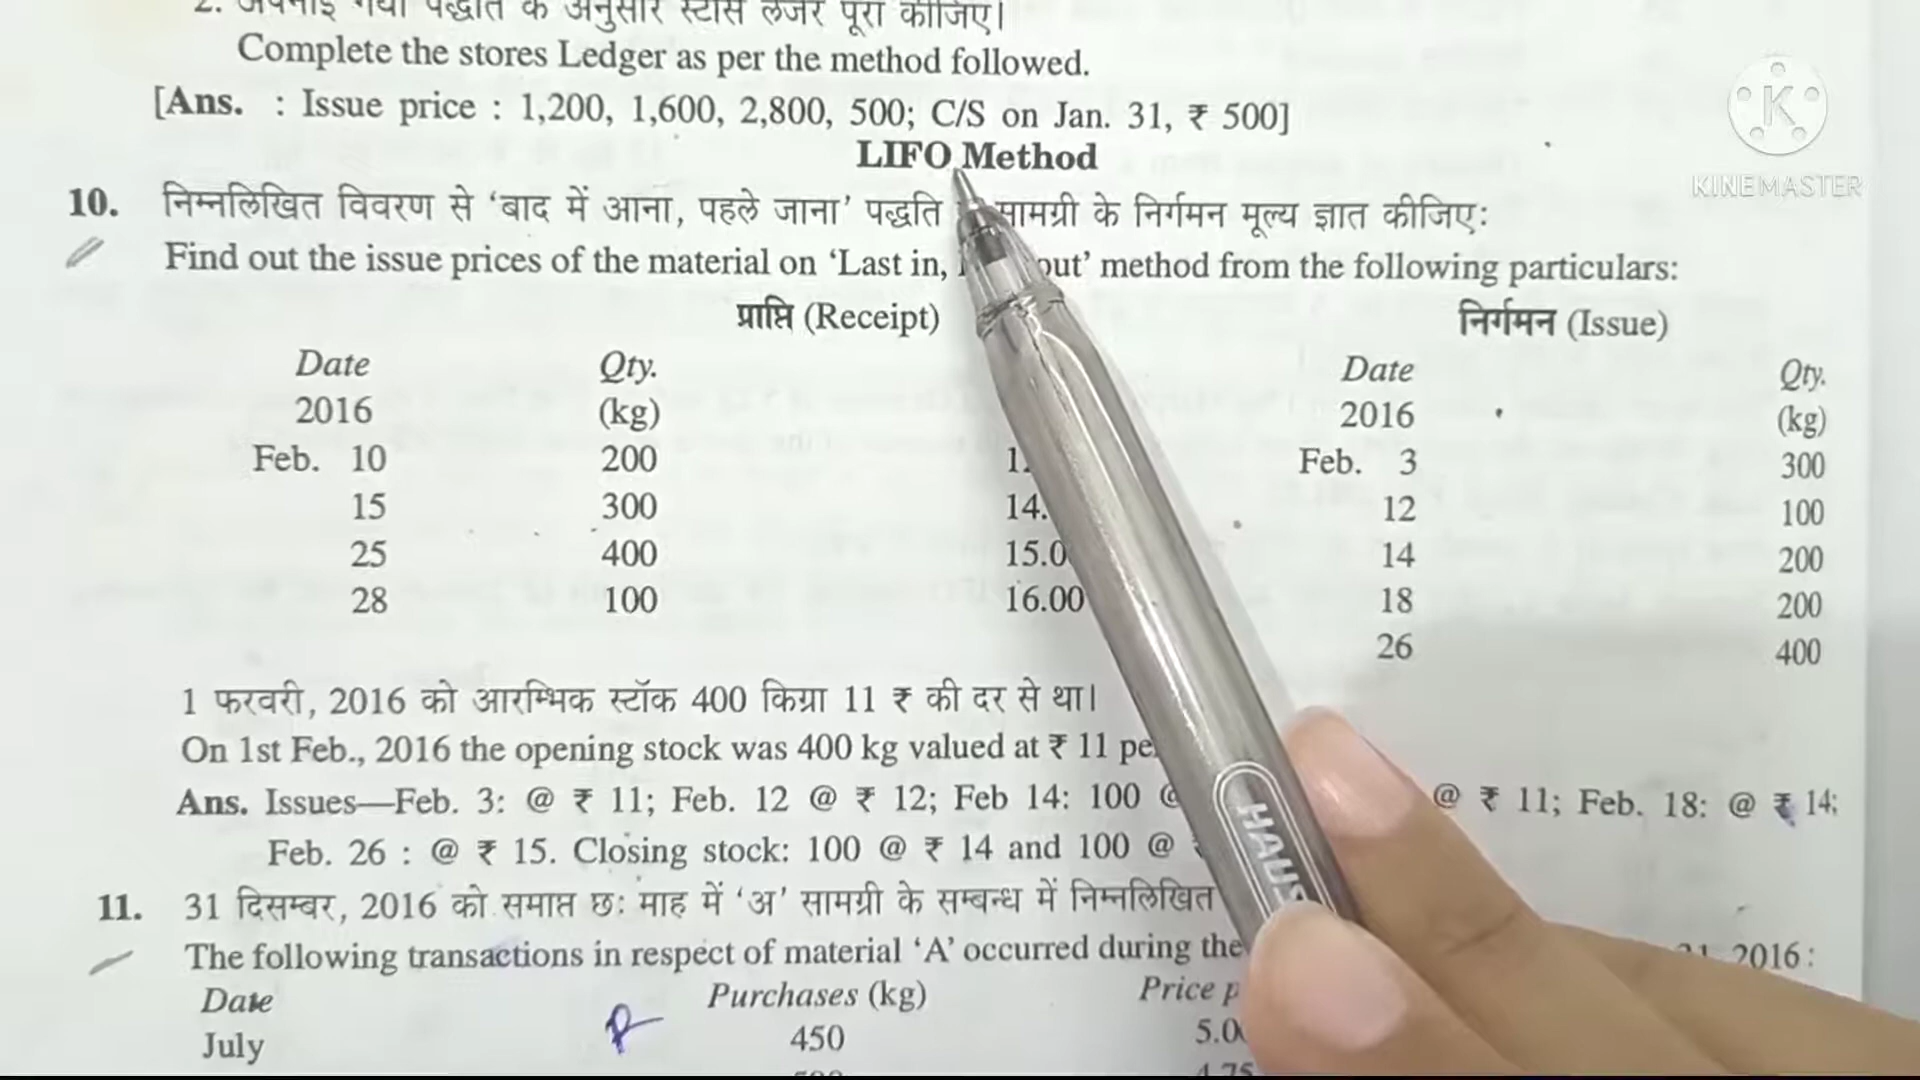 2. अपनाई गयी पद्धति के अनुसार स्टोर्स लेजर पूरा कीजिए।
Complete the stores Ledger as per the method followed.
[Ans. : Issue price : 1,200, 1,600, 2,800, 500; C/S on Jan. 31, ₹ 500]
LIFO Method
10. निम्नलिखित विवरण से ‘बाद में आना, पहले जाना’ पद्धति सामग्री के निर्गमन मूल्य ज्ञात कीजिए:
Find out the issue prices of the material on ‘Last in, out’ method from the following particulars:
प्राप्ति (Receipt) निर्गमन (Issue)
Date Qty. Date Qty.
2016 (kg) 2016 (kg)
Feb. 10 200 Feb. 3 300
15 300 14. 12 100
25 400 15.0 14 200
28 100 16.00 18 200
26 400
1 फरवरी, 2016 को आरम्भिक स्टॉक 400 किग्रा 11 ₹ की दर से था।
On 1st Feb., 2016 the opening stock was 400 kg valued at ₹ 11
Ans. Issues—Feb. 3: @ ₹ 11; Feb. 12 @ ₹ 12; Feb 14: 100 @ @ ₹ 11; Feb. 18: @ ₹ 14;
Feb. 26 : @ ₹ 15. Closing stock: 100 @ ₹ 14 and 100 @
11. 31 दिसम्बर, 2016 को समाप्त छः माह में ‘अ’ सामग्री के सम्बन्ध में निम्नलिखित
The following transactions in respect of material ‘A’ occurred during the 2016 :
Date Purchases (kg) Price
July 450 5.0
KINEMASTER
HAUS